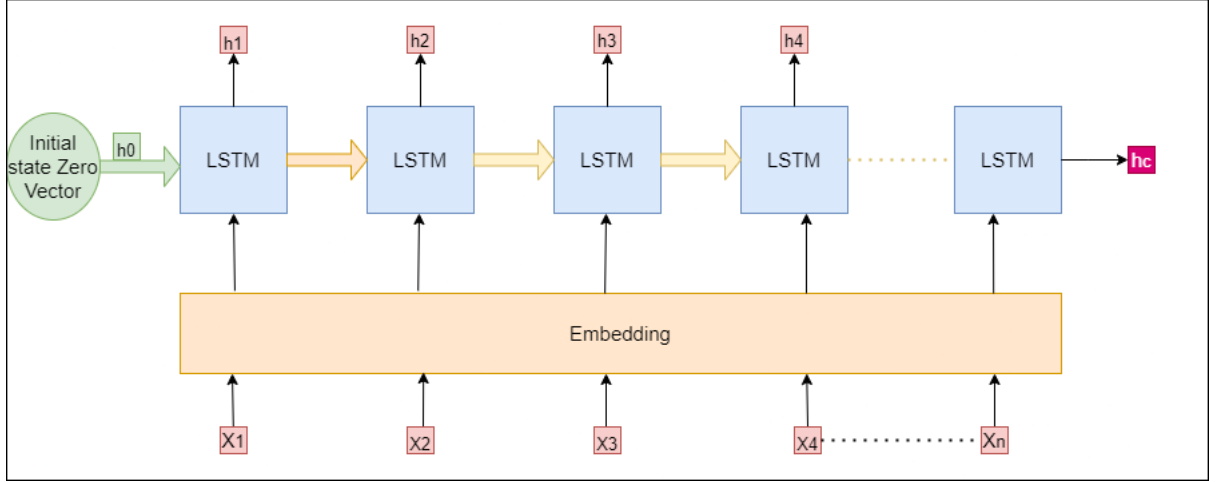 h1
h2
h3
h4
Initial
state Zero
Vector
h0
LSTM
LSTM
LSTM
LSTM
LSTM
hc
Embedding
X1
X2
X3
X4
Xn